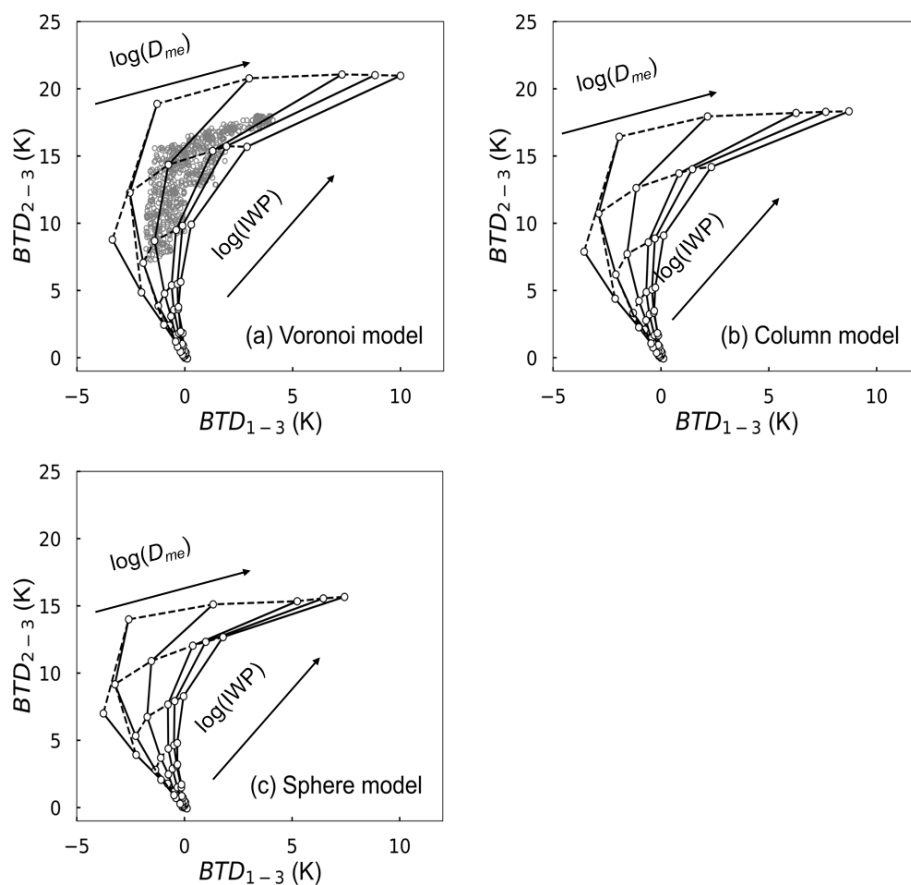 25
20
15
10
5
0
BTD₂₋₃ (K)
log(Dₘₑ)
log(IWP)
(a) Voronoi model
−5
0
5
10
BTD₁₋₃ (K)
25
20
15
10
5
0
BTD₂₋₃ (K)
log(Dₘₑ)
log(IWP)
(b) Column model
−5
0
5
10
BTD₁₋₃ (K)
25
20
15
10
5
0
BTD₂₋₃ (K)
log(Dₘₑ)
log(IWP)
(c) Sphere model
−5
0
5
10
BTD₁₋₃ (K)